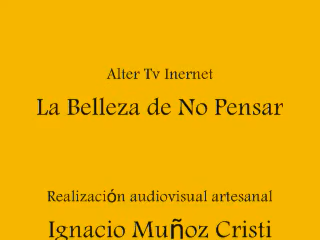 Alter Tv Inernet
La Belleza de No Pensar
Realización audiovisual artesanal
Ignacio Muñoz Cristi